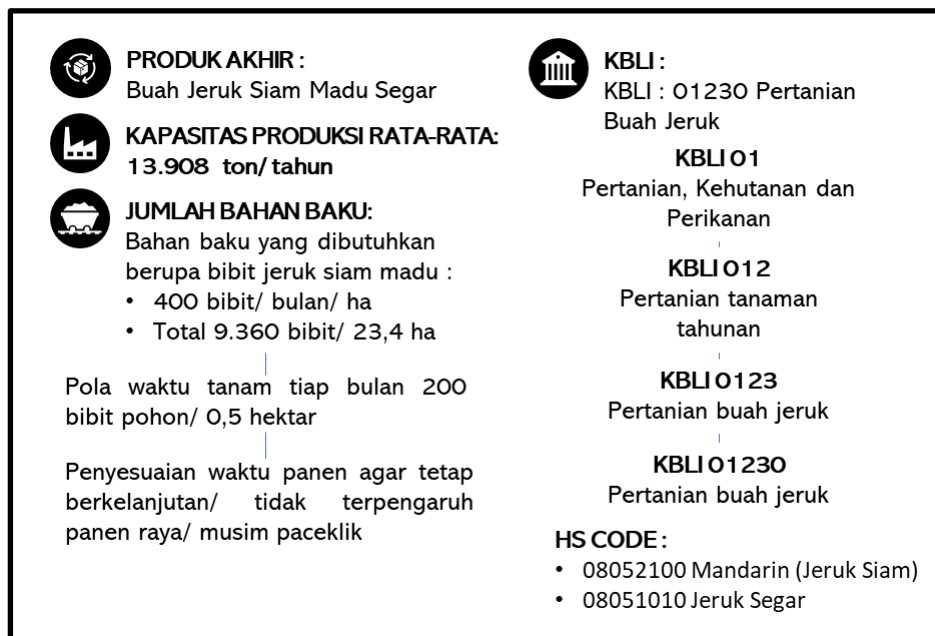 PRODUK AKHIR :
Buah Jeruk Siam Madu Segar
KAPASITAS PRODUKSI RATA-RATA:
13.908 ton/ tahun
JUMLAH BAHAN BAKU:
Bahan baku yang dibutuhkan
berupa bibit jeruk siam madu :
• 400 bibit/ bulan/ ha
• Total 9.360 bibit/ 23,4 ha
Pola waktu tanam tiap bulan 200
bibit pohon/ 0,5 hektar
Penyesuaian waktu panen agar tetap
berkelanjutan/ tidak terpengaruh
panen raya/ musim paceklik
KBLI :
KBLI : 01230 Pertanian
Buah Jeruk
KBLI 01
Pertanian, Kehutanan dan
Perikanan
KBLI 012
Pertanian tanaman
tahunan
KBLI 0123
Pertanian buah jeruk
KBLI 01230
Pertanian buah jeruk
HS CODE :
• 08052100 Mandarin (Jeruk Siam)
• 08051010 Jeruk Segar